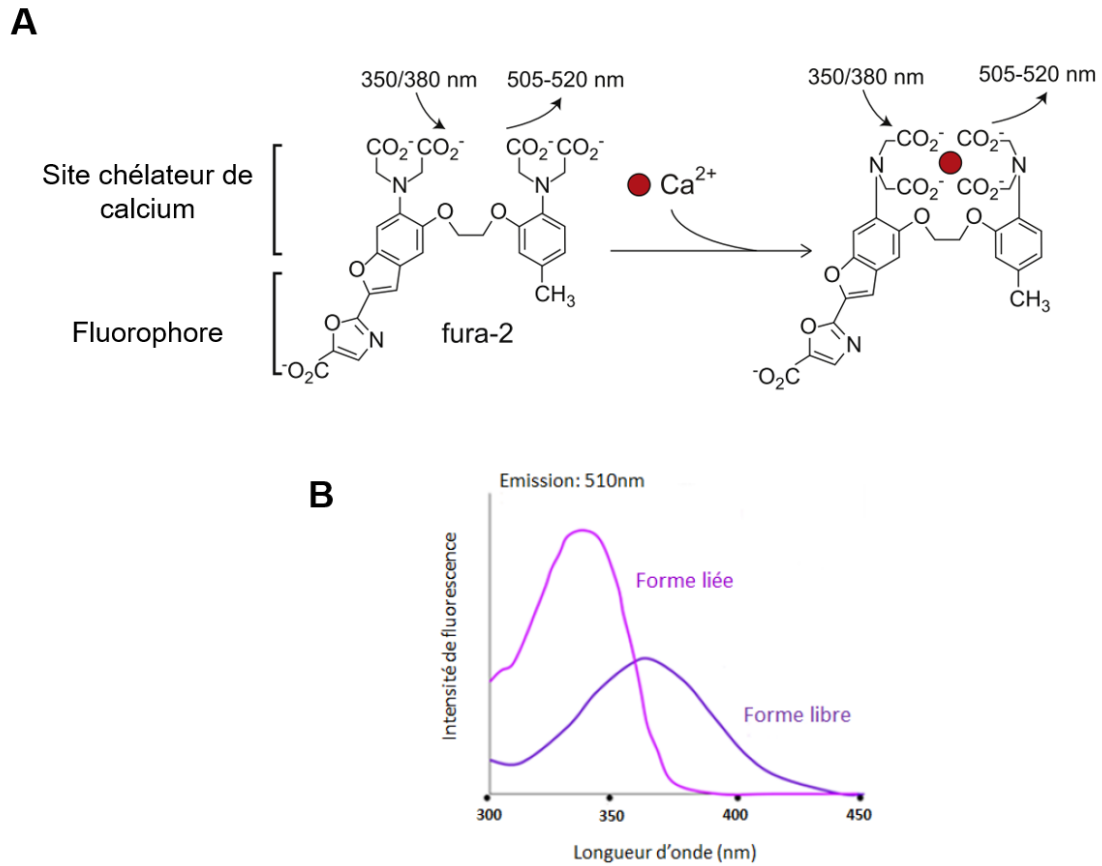 A
350/380 nm
505-520 nm
350/380 nm
505-520 nm
Site chélateur de
calcium
CO₂⁻CO₂⁻
CO₂⁻CO₂⁻
N
N
O
O
O
O
N
⁻O₂C
CH₃
Fluorophore
fura-2
Ca²⁺
CO₂⁻
CO₂⁻
N
N
CO₂⁻
CO₂⁻
O
O
O
O
N
⁻O₂C
CH₃
B
Emission: 510nm
Intensité de fluorescence
Forme liée
Forme libre
300
350
400
450
Longueur d'onde (nm)